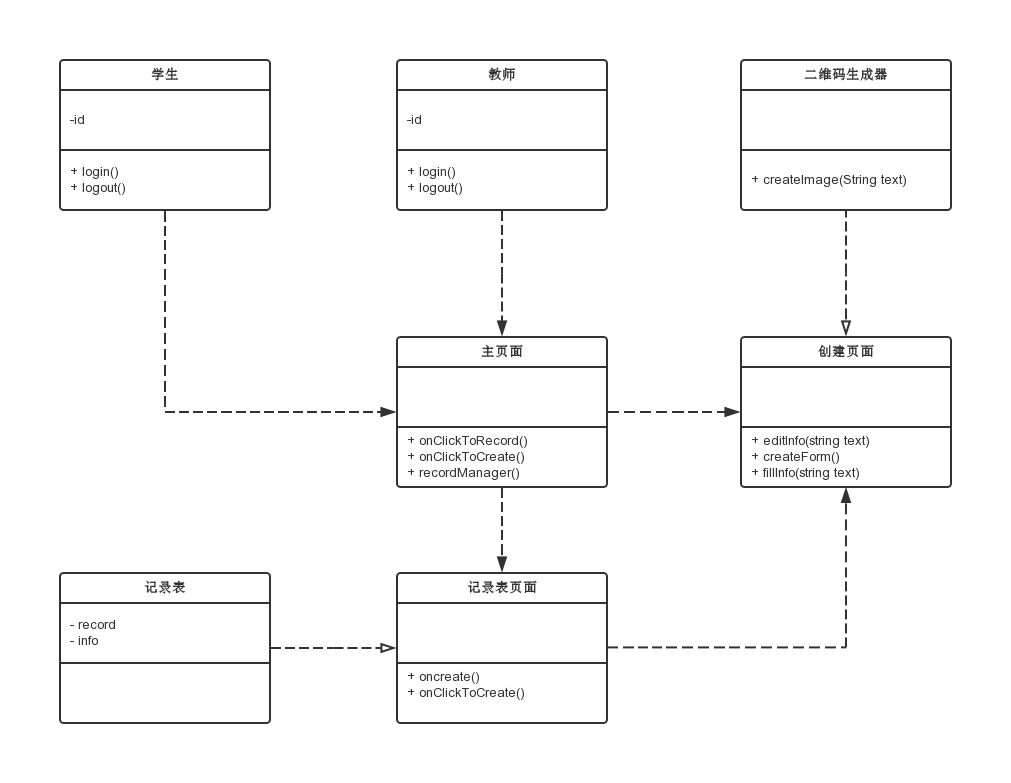 学生
-id
+ login()
+ logout()
教师
-id
+ login()
+ logout()
二维码生成器
+ createImage(String text)
主页面
+ onClickToRecord()
+ onClickToCreate()
+ recordManager()
创建页面
+ editInfo(string text)
+ createForm()
+ fillInfo(string text)
记录表
- record
- info
记录表页面
+ oncreate()
+ onClickToCreate()